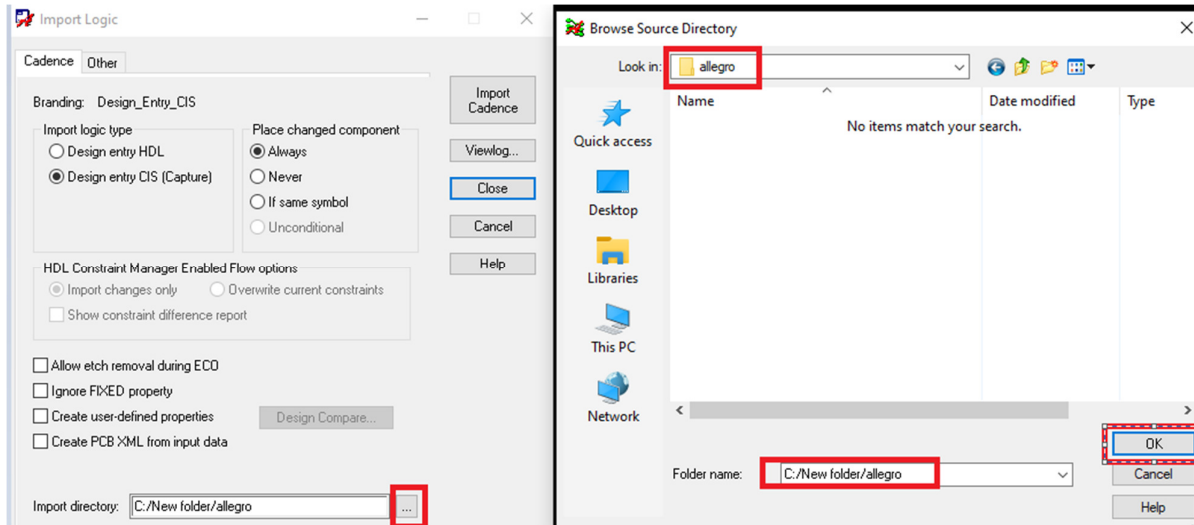 Import Logic
Cadence Other
Branding: Design_Entry_CIS
Import logic type
Design entry HDL
Design entry CIS (Capture)
Place changed component
Always
Never
If same symbol
Unconditional
Import Cadence
Viewlog...
Close
Cancel
Help
HDL Constraint Manager Enabled Flow options
Import changes only Overwrite current constraints
Show constraint difference report
Allow etch removal during ECO
Ignore FIXED property
Create user-defined properties Design Compare...
Create PCB XML from input data
Import directory: C:/New folder/allegro ...
Browse Source Directory
Look in: allegro
Name Date modified Type
No items match your search.
Quick access
Desktop
Libraries
This PC
Network
Folder name: C:/New folder/allegro
OK
Cancel
Help